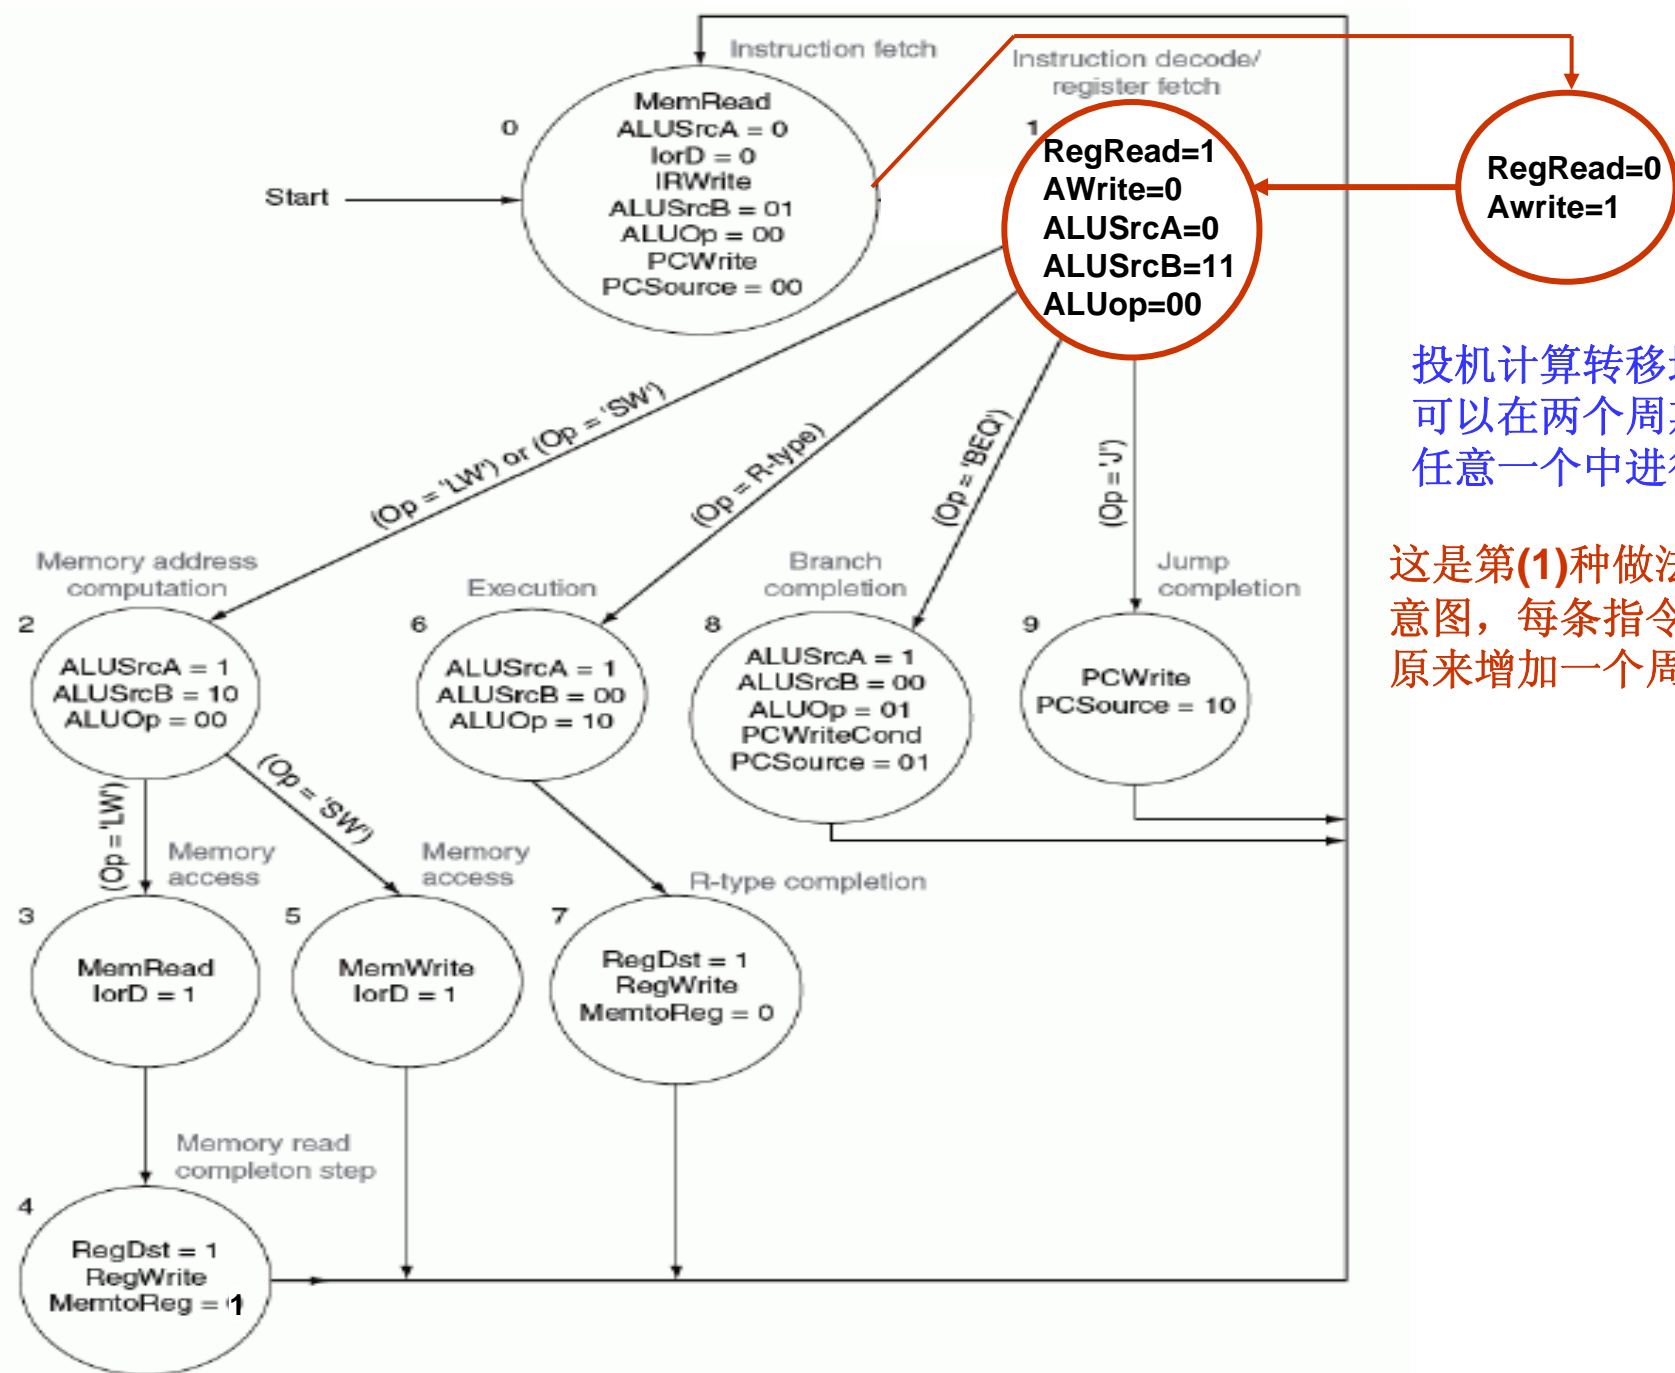 Instruction fetch
Instruction decode/
register fetch
0
MemRead
ALUSrcA = 0
IorD = 0
IRWrite
ALUSrcB = 01
ALUOp = 00
PCWrite
PCSource = 00
Start
1
RegRead=1
AWrite=0
ALUSrcA=0
ALUSrcB=11
ALUop=00
RegRead=0
Awrite=1
投机计算转移
可以在两个周
任意一个中进
这是第(1)种做
意图，每条指令
原来增加一个周
(Op = 'LW') or (Op = 'SW')
(Op = R-type)
(Op = 'BEQ')
(Op = 'J')
Memory address
computation
2
ALUSrcA = 1
ALUSrcB = 10
ALUOp = 00
Execution
6
ALUSrcA = 1
ALUSrcB = 00
ALUOp = 10
Branch
completion
8
ALUSrcA = 1
ALUSrcB = 00
ALUOp = 01
PCWriteCond
PCSource = 01
Jump
completion
9
PCWrite
PCSource = 10
(Op = 'LW')
(Op = 'SW')
Memory
access
3
MemRead
IorD = 1
Memory
access
5
MemWrite
IorD = 1
R-type completion
7
RegDst = 1
RegWrite
MemtoReg = 0
Memory read
completon step
4
RegDst = 1
RegWrite
MemtoReg = 1